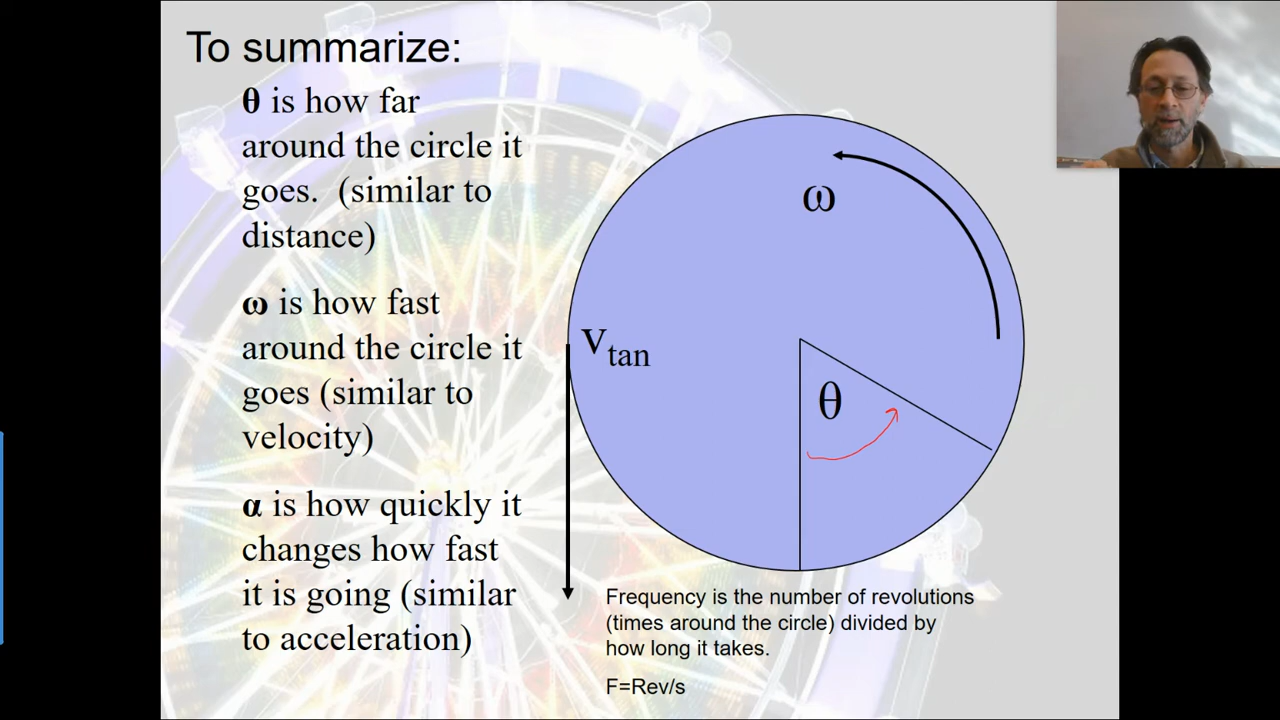 To summarize:
θ is how far
around the circle it
goes. (similar to
distance)
ω is how fast
around the circle it
goes (similar to
velocity)
α is how quickly it
changes how fast
it is going (similar
to acceleration)
ω
vtan
θ
Frequency is the number of revolutions
(times around the circle) divided by
how long it takes.
F=Rev/s